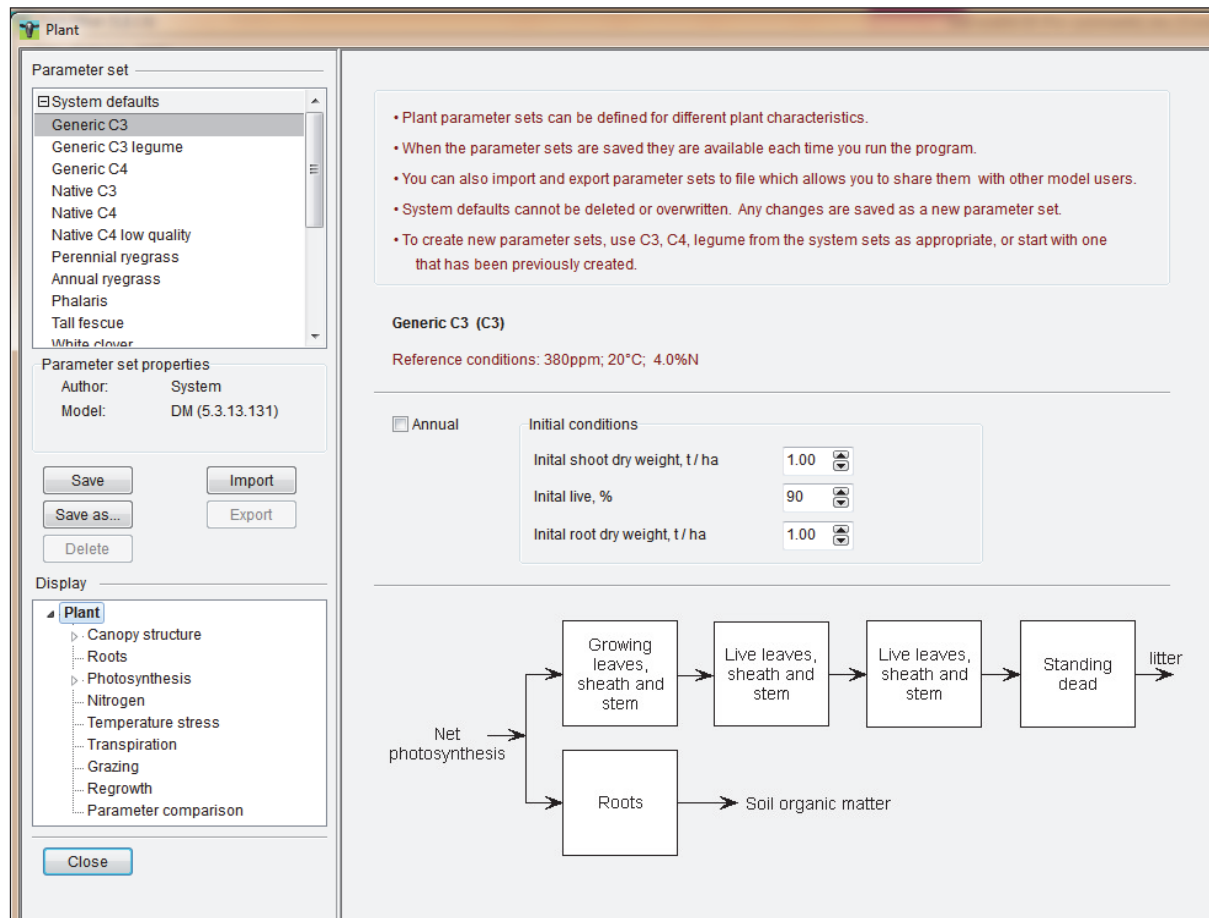 Plant
Parameter set
System defaults
Generic C3
Generic C3 legume
Generic C4
Native C3
Native C4
Native C4 low quality
Perennial ryegrass
Annual ryegrass
Phalaris
Tall fescue
White clover
Parameter set properties
Author: System
Model: DM (5.3.13.131)
Save Import
Save as... Export
Delete
Display
Plant
Canopy structure
Roots
Photosynthesis
Nitrogen
Temperature stress
Transpiration
Grazing
Regrowth
Parameter comparison
Close
• Plant parameter sets can be defined for different plant characteristics.
• When the parameter sets are saved they are available each time you run the program.
• You can also import and export parameter sets to file which allows you to share them with other model users.
• System defaults cannot be deleted or overwritten. Any changes are saved as a new parameter set.
• To create new parameter sets, use C3, C4, legume from the system sets as appropriate, or start with one
that has been previously created.
Generic C3 (C3)
Reference conditions: 380ppm; 20°C; 4.0%N
Annual
Initial conditions
Inital shoot dry weight, t / ha 1.00
Inital live, % 90
Inital root dry weight, t / ha 1.00
Net
photosynthesis
Growing
leaves,
sheath and
stem
Live leaves,
sheath and
stem
Live leaves,
sheath and
stem
Standing
dead
litter
Roots
Soil organic matter